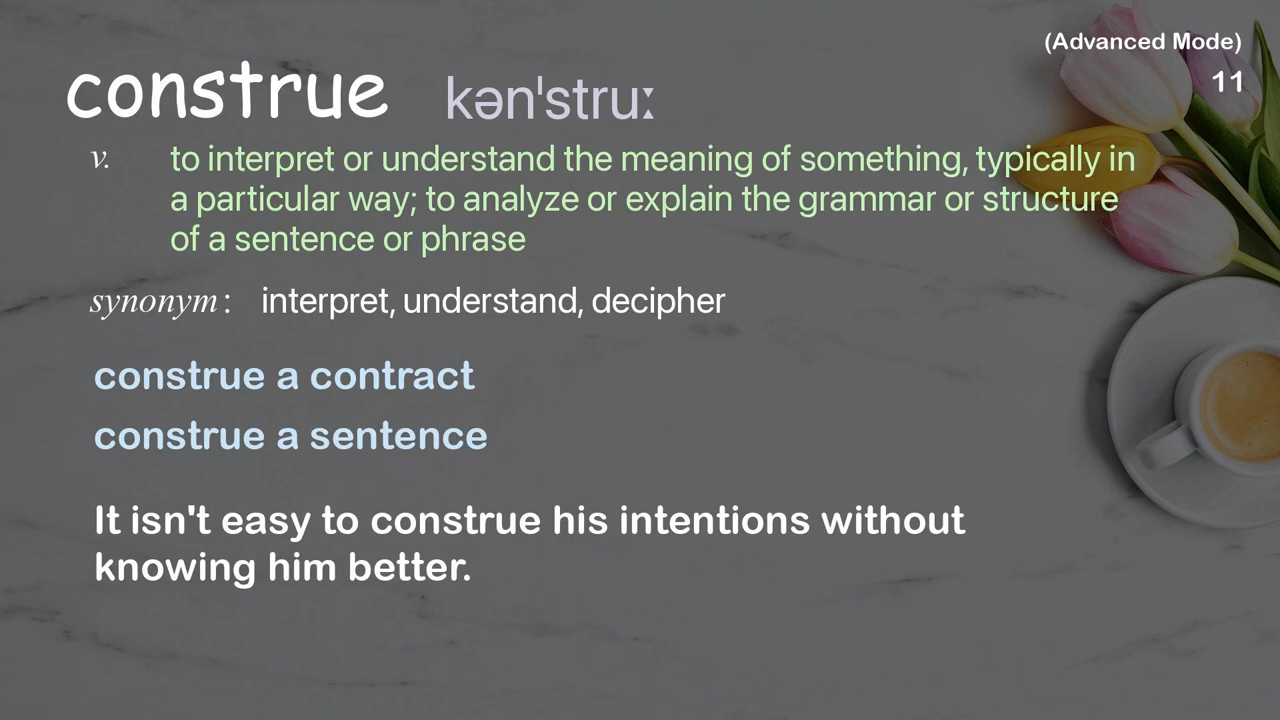 (Advanced Mode)
11
construe kən'struː
v. to interpret or understand the meaning of something, typically in
a particular way; to analyze or explain the grammar or structure
of a sentence or phrase
synonym: interpret, understand, decipher
construe a contract
construe a sentence
It isn't easy to construe his intentions without
knowing him better.